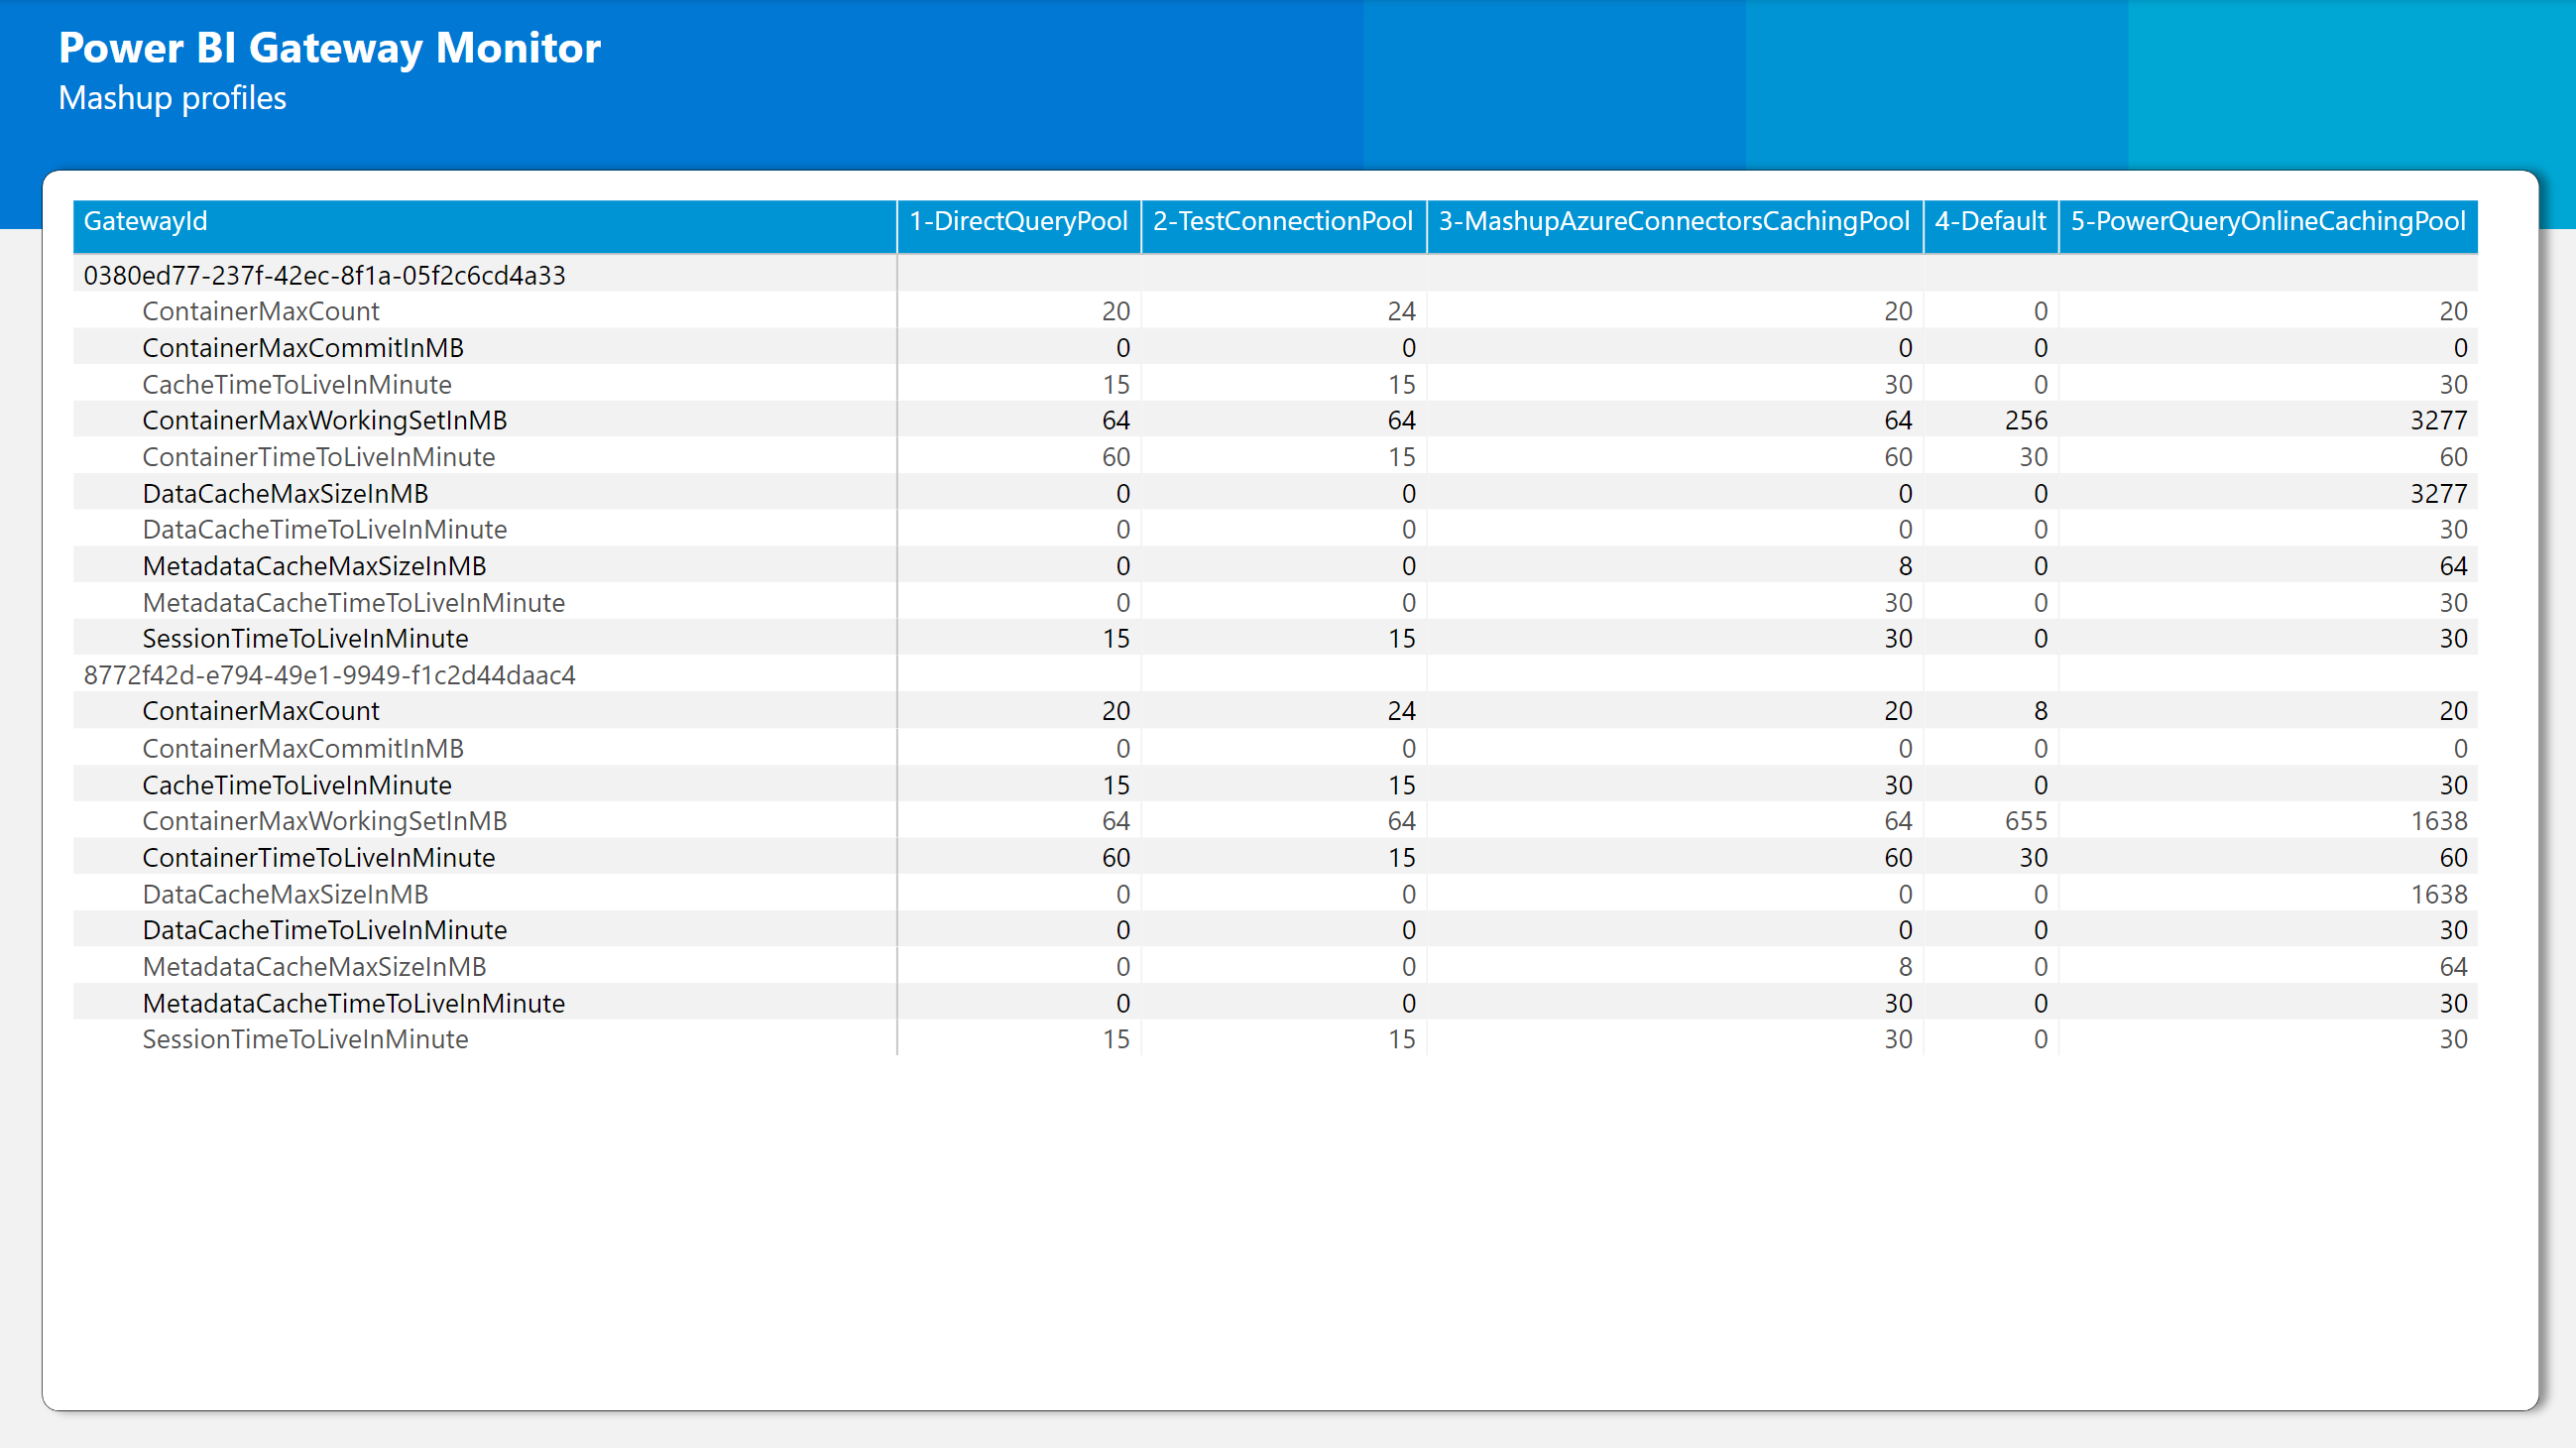 Power BI Gateway Monitor
Mashup profiles
GatewayId 1-DirectQueryPool 2-TestConnectionPool 3-MashupAzureConnectorsCachingPool 4-Default 5-PowerQueryOnlineCachingPool
0380ed77-237f-42ec-8f1a-05f2c6cd4a33
ContainerMaxCount 20 24 20 0 20
ContainerMaxCommitInMB 0 0 0 0 0
CacheTimeToLiveInMinute 15 15 30 0 30
ContainerMaxWorkingSetInMB 64 64 64 256 3277
ContainerTimeToLiveInMinute 60 15 60 30 60
DataCacheMaxSizeInMB 0 0 0 0 3277
DataCacheTimeToLiveInMinute 0 0 0 0 30
MetadataCacheMaxSizeInMB 0 0 8 0 64
MetadataCacheTimeToLiveInMinute 0 0 30 0 30
SessionTimeToLiveInMinute 15 15 30 0 30
8772f42d-e794-49e1-9949-f1c2d44daac4
ContainerMaxCount 20 24 20 8 20
ContainerMaxCommitInMB 0 0 0 0 0
CacheTimeToLiveInMinute 15 15 30 0 30
ContainerMaxWorkingSetInMB 64 64 64 655 1638
ContainerTimeToLiveInMinute 60 15 60 30 60
DataCacheMaxSizeInMB 0 0 0 0 1638
DataCacheTimeToLiveInMinute 0 0 0 0 30
MetadataCacheMaxSizeInMB 0 0 8 0 64
MetadataCacheTimeToLiveInMinute 0 0 30 0 30
SessionTimeToLiveInMinute 15 15 30 0 30